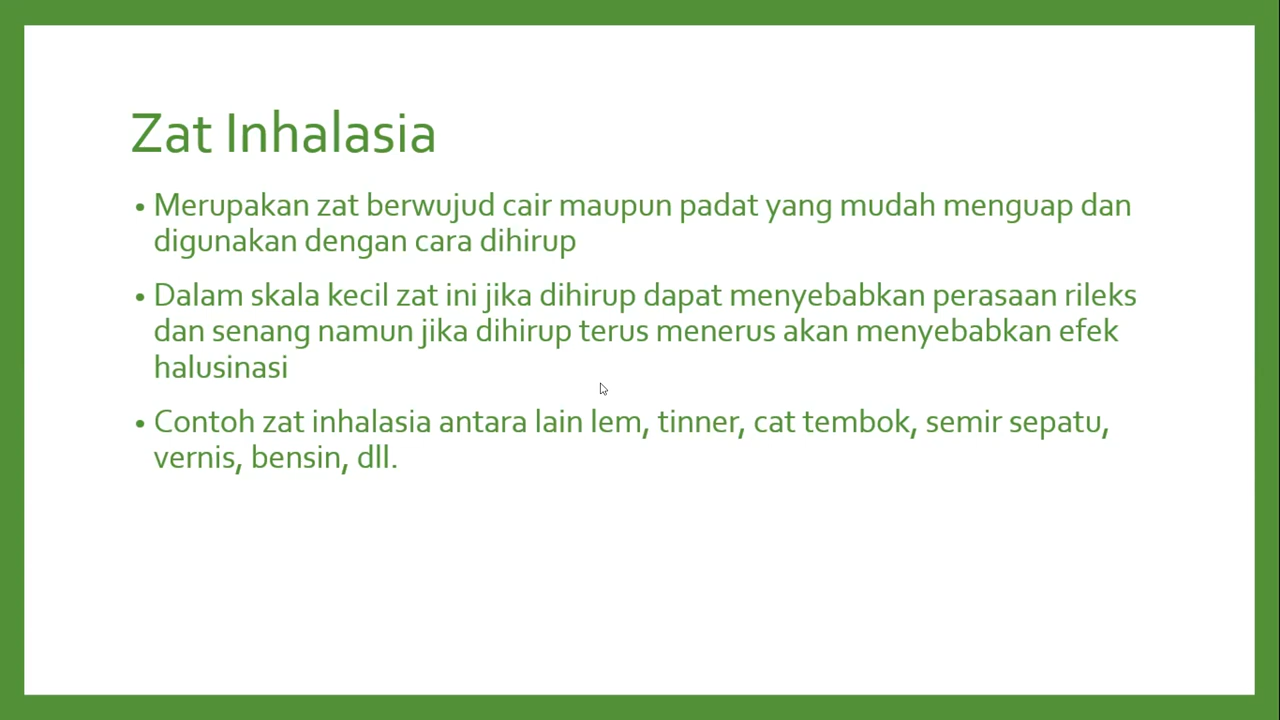 Zat Inhalasia
• Merupakan zat berwujud cair maupun padat yang mudah menguap dan
digunakan dengan cara dihirup
• Dalam skala kecil zat ini jika dihirup dapat menyebabkan perasaan rileks
dan senang namun jika dihirup terus menerus akan menyebabkan efek
halusinasi
• Contoh zat inhalasia antara lain lem, tinner, cat tembok, semir sepatu,
vernis, bensin, dll.